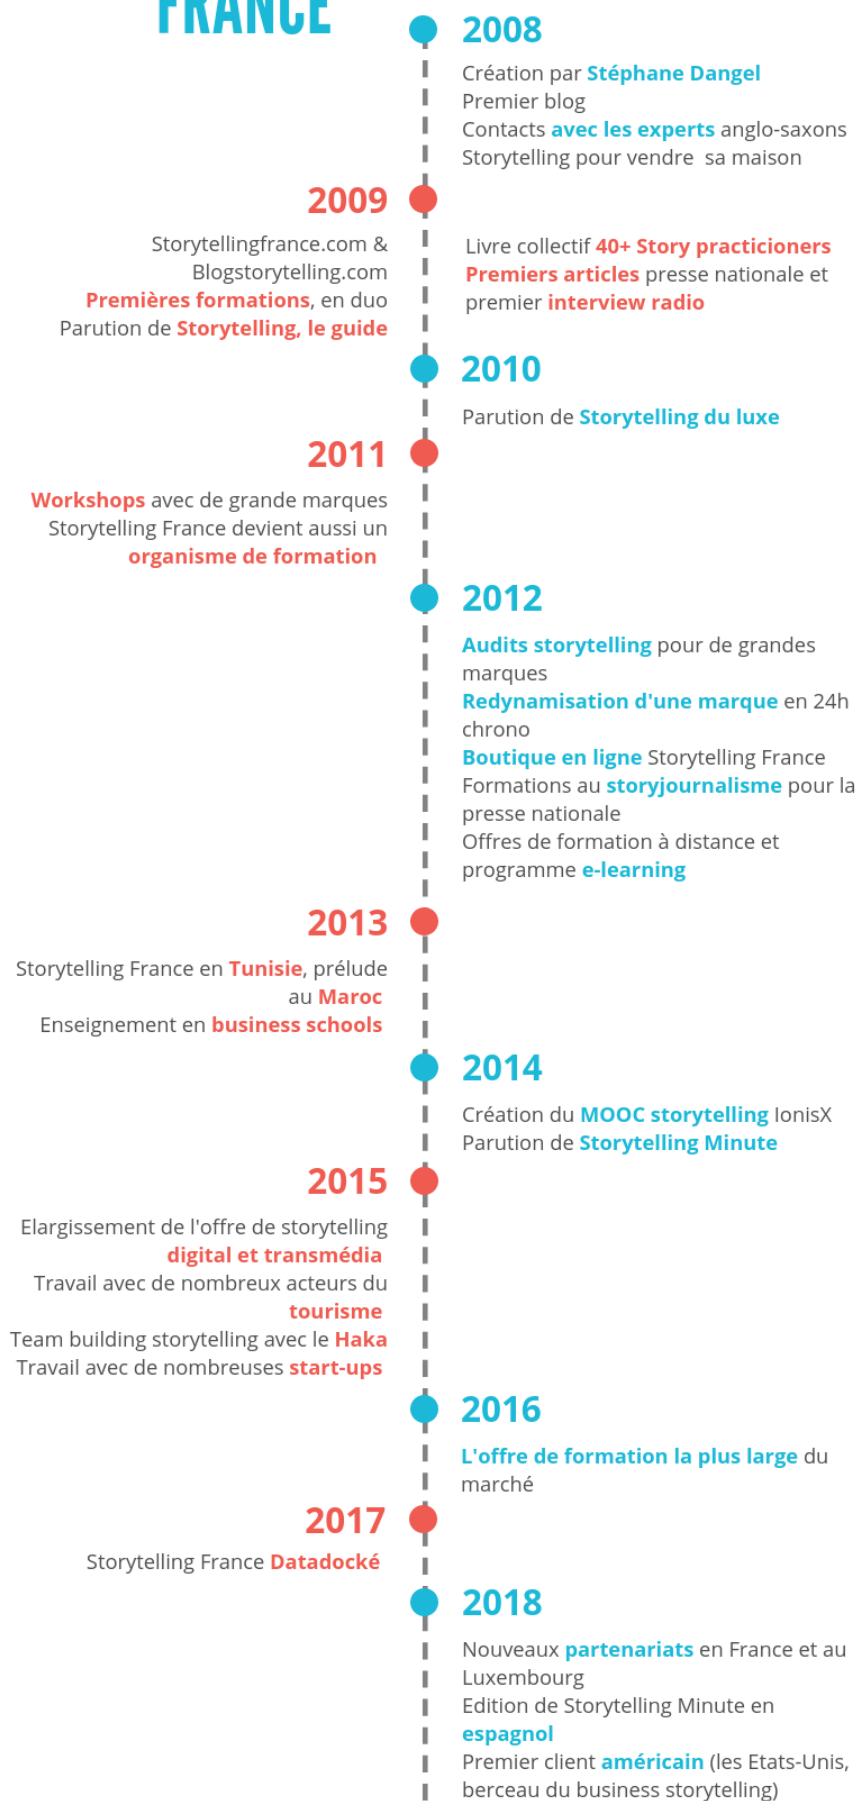 FRANCE
2008
Création par Stéphane Dangel
Premier blog
Contacts avec les experts anglo-saxons
Storytelling pour vendre sa maison
2009
Storytellingfrance.com &
Blogstorytelling.com
Premières formations, en duo
Parution de Storytelling, le guide
Livre collectif 40+ Story practicioners
Premiers articles presse nationale et
premier interview radio
2010
Parution de Storytelling du luxe
2011
Workshops avec de grande marques
Storytelling France devient aussi un
organisme de formation
2012
Audits storytelling pour de grandes
marques
Redynamisation d'une marque en 24h
chrono
Boutique en ligne Storytelling France
Formations au storyjournalisme pour la
presse nationale
Offres de formation à distance et
programme e-learning
2013
Storytelling France en Tunisie, prélude
au Maroc
Enseignement en business schools
2014
Création du MOOC storytelling IonisX
Parution de Storytelling Minute
2015
Elargissement de l'offre de storytelling
digital et transmédia
Travail avec de nombreux acteurs du
tourisme
Team building storytelling avec le Haka
Travail avec de nombreuses start-ups
2016
L'offre de formation la plus large du
marché
2017
Storytelling France Datadocké
2018
Nouveaux partenariats en France et au
Luxembourg
Edition de Storytelling Minute en
espagnol
Premier client américain (les Etats-Unis,
berceau du business storytelling)